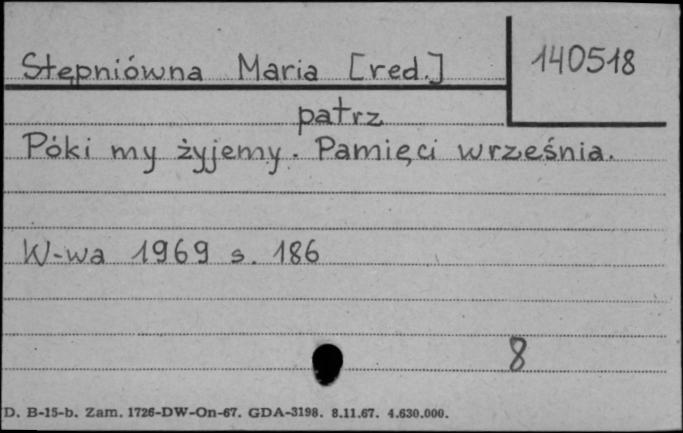 Stępniówna Maria [red.]
140518
patrz
Póki my żyjemy. Pamięci września.
W-wa 1969 s. 186
8
D. B-15-b. Zam. 1726-DW-On-67. GDA-3198. 8.11.67. 4.630.000.